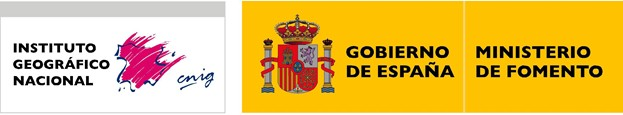 INSTITUTO
GEOGRÁFICO
NACIONAL
cnig
GOBIERNO
DE ESPAÑA
MINISTERIO
DE FOMENTO